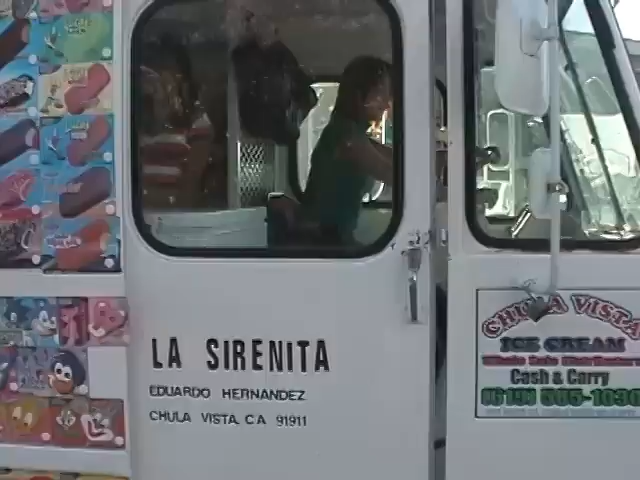 LA SIRENITA
EDUARDO HERNANDEZ
CHULA VISTA, CA 91911
CHULA VISTA
ICE CREAM
Cash & Carry